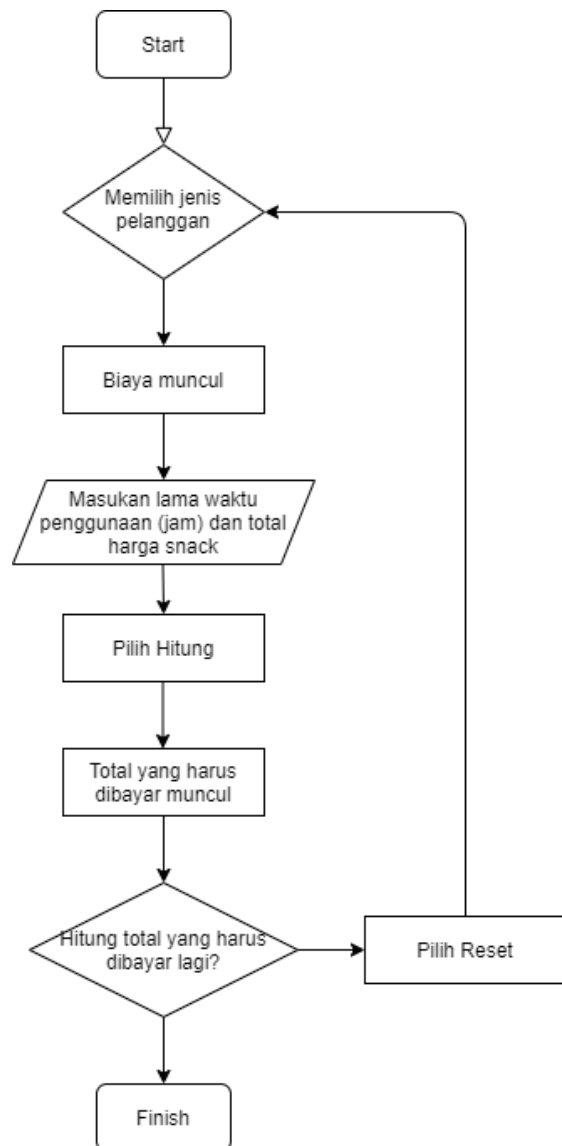 Start
Memilih jenis
pelanggan
Biaya muncul
Masukan lama waktu
penggunaan (jam) dan total
harga snack
Pilih Hitung
Total yang harus
dibayar muncul
Hitung total yang harus
dibayar lagi?
Pilih Reset
Finish